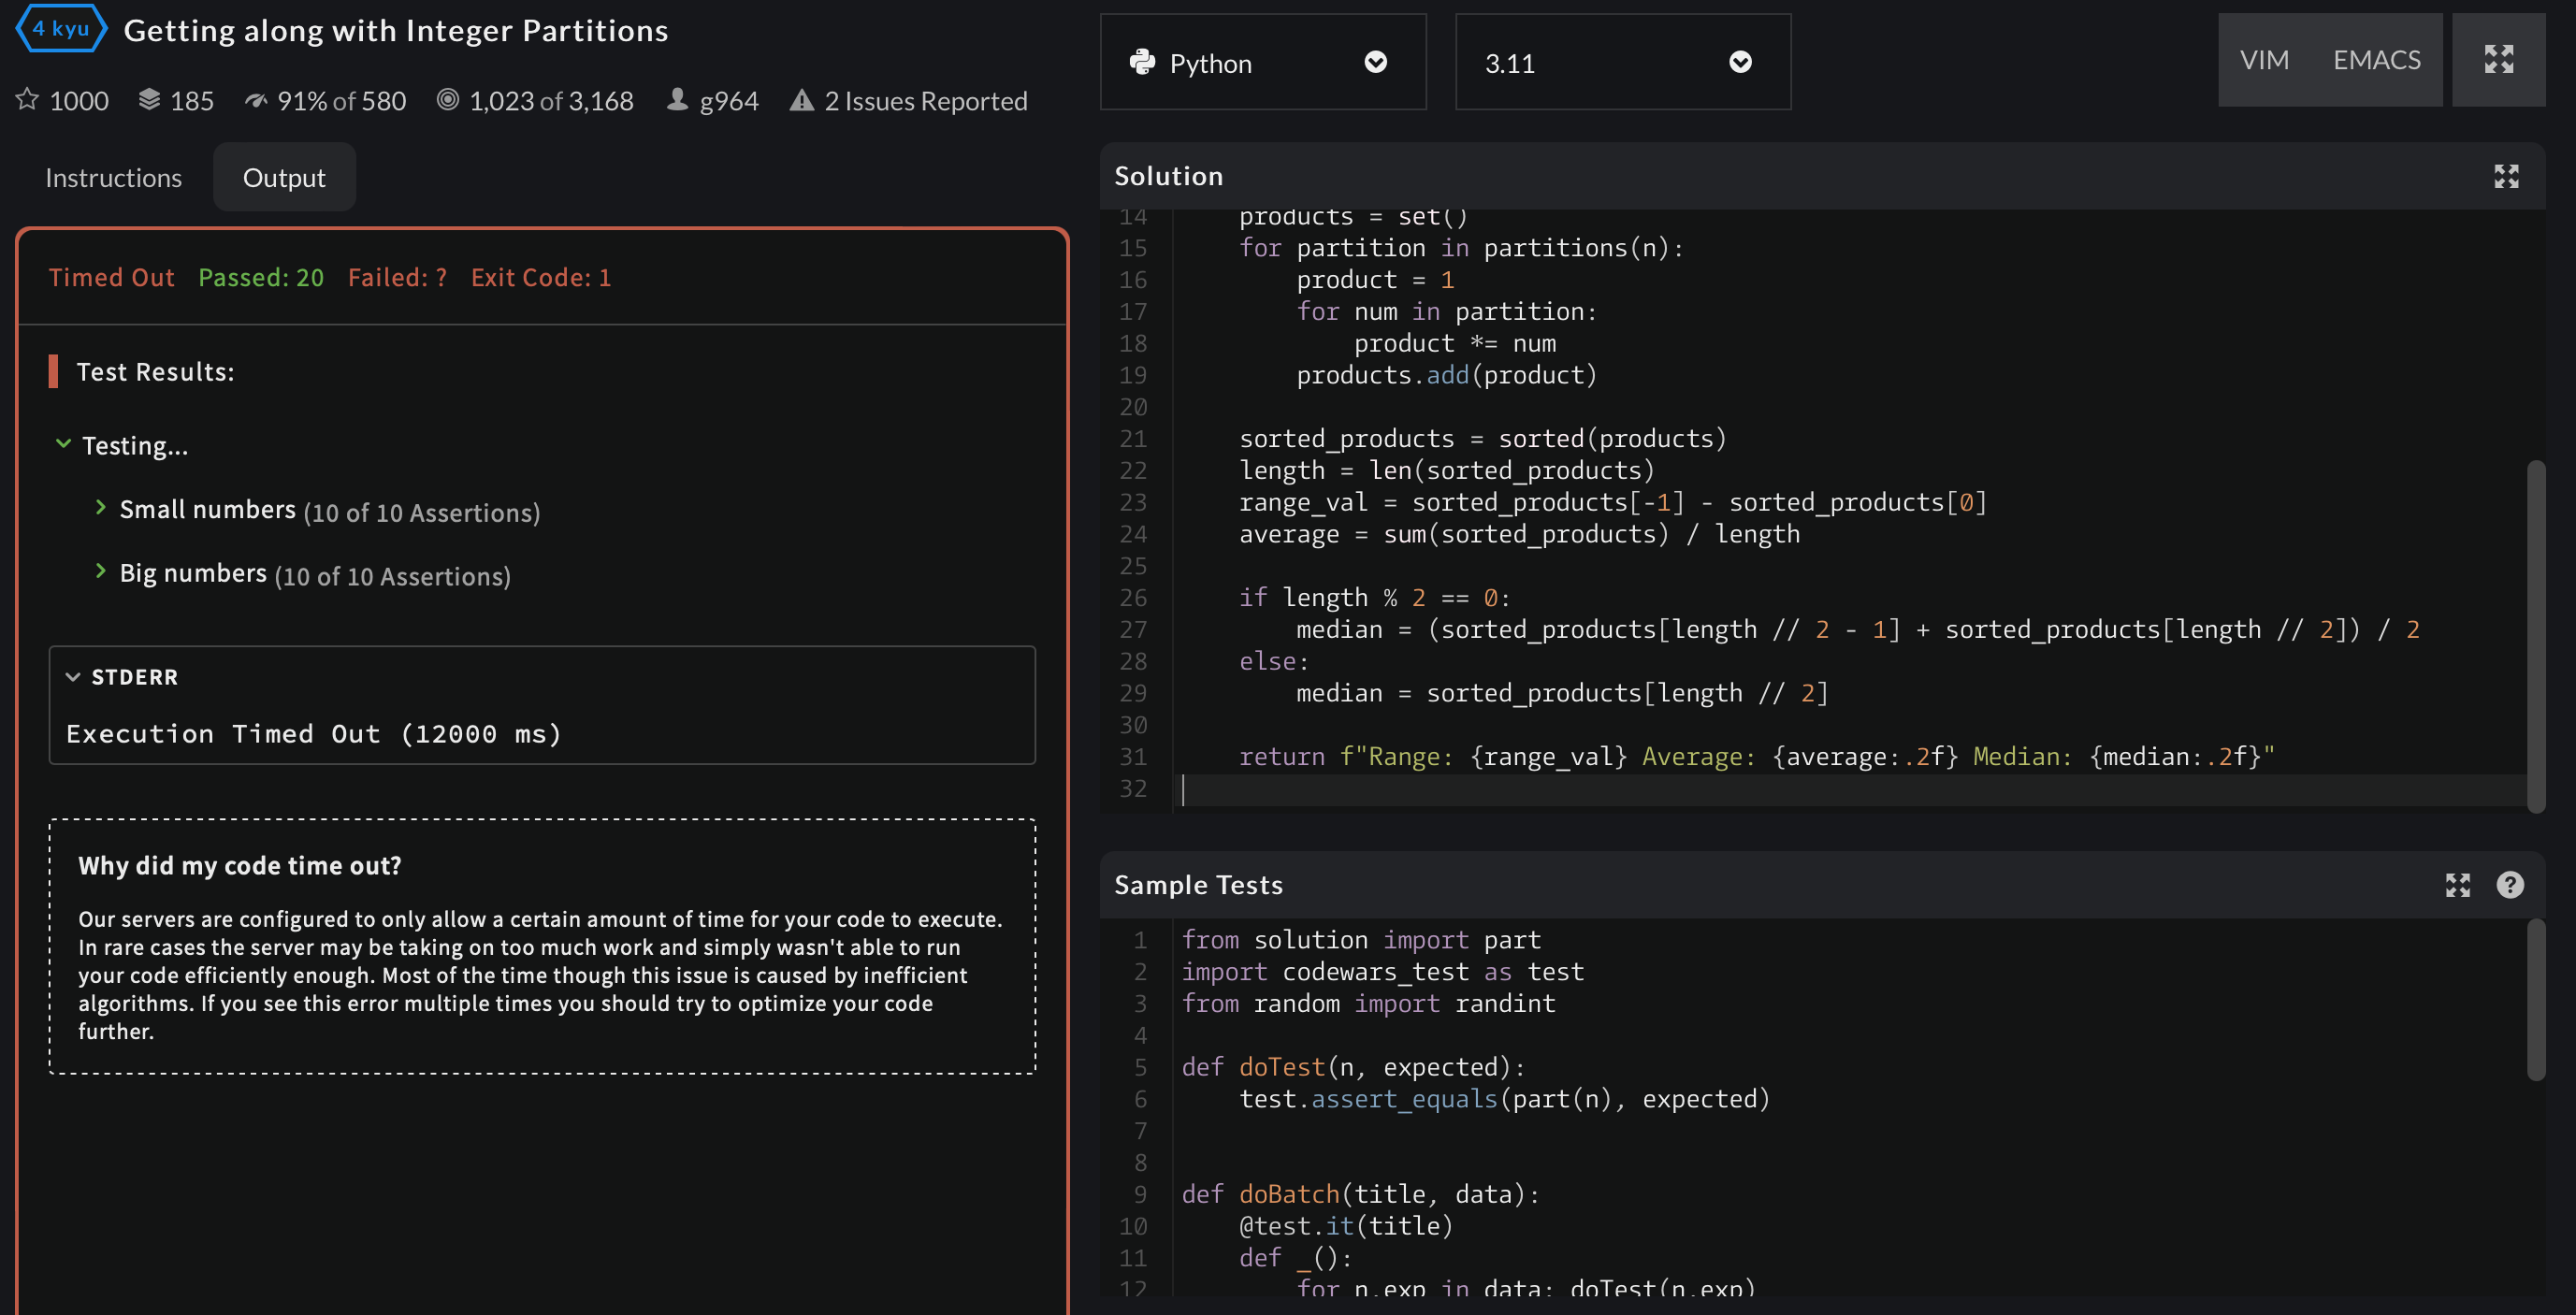 4 kyu
Getting along with Integer Partitions
1000 185 91% of 580 1,023 of 3,168 g964 2 Issues Reported
Instructions Output
Timed Out Passed: 20 Failed: ? Exit Code: 1
Test Results:
Testing...
Small numbers (10 of 10 Assertions)
Big numbers (10 of 10 Assertions)
STDERR
Execution Timed Out (12000 ms)
Why did my code time out?
Our servers are configured to only allow a certain amount of time for your code to execute.
In rare cases the server may be taking on too much work and simply wasn't able to run
your code efficiently enough. Most of the time though this issue is caused by inefficient
algorithms. If you see this error multiple times you should try to optimize your code
further.
Python 3.11 VIM EMACS
Solution
14 products = set()
15 for partition in partitions(n):
16 product = 1
17 for num in partition:
18 product *= num
19 products.add(product)
20
21 sorted_products = sorted(products)
22 length = len(sorted_products)
23 range_val = sorted_products[-1] - sorted_products[0]
24 average = sum(sorted_products) / length
25
26 if length % 2 == 0:
27 median = (sorted_products[length // 2 - 1] + sorted_products[length // 2]) / 2
28 else:
29 median = sorted_products[length // 2]
30
31 return f"Range: {range_val} Average: {average:.2f} Median: {median:.2f}"
32
Sample Tests
1 from solution import part
2 import codewars_test as test
3 from random import randint
4
5 def doTest(n, expected):
6 test.assert_equals(part(n), expected)
7
8
9 def doBatch(title, data):
10 @test.it(title)
11 def _():
12 for n,exp in data: doTest(n,exp)